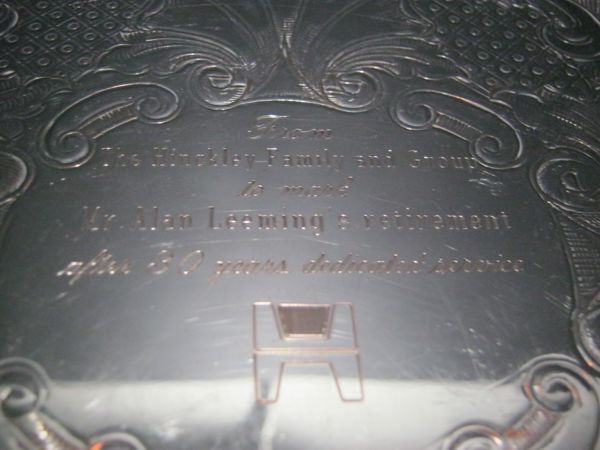 From
The Hinckley Family and Group
to mark
Mr. Alan Leeming's retirement
after 30 years dedicated service